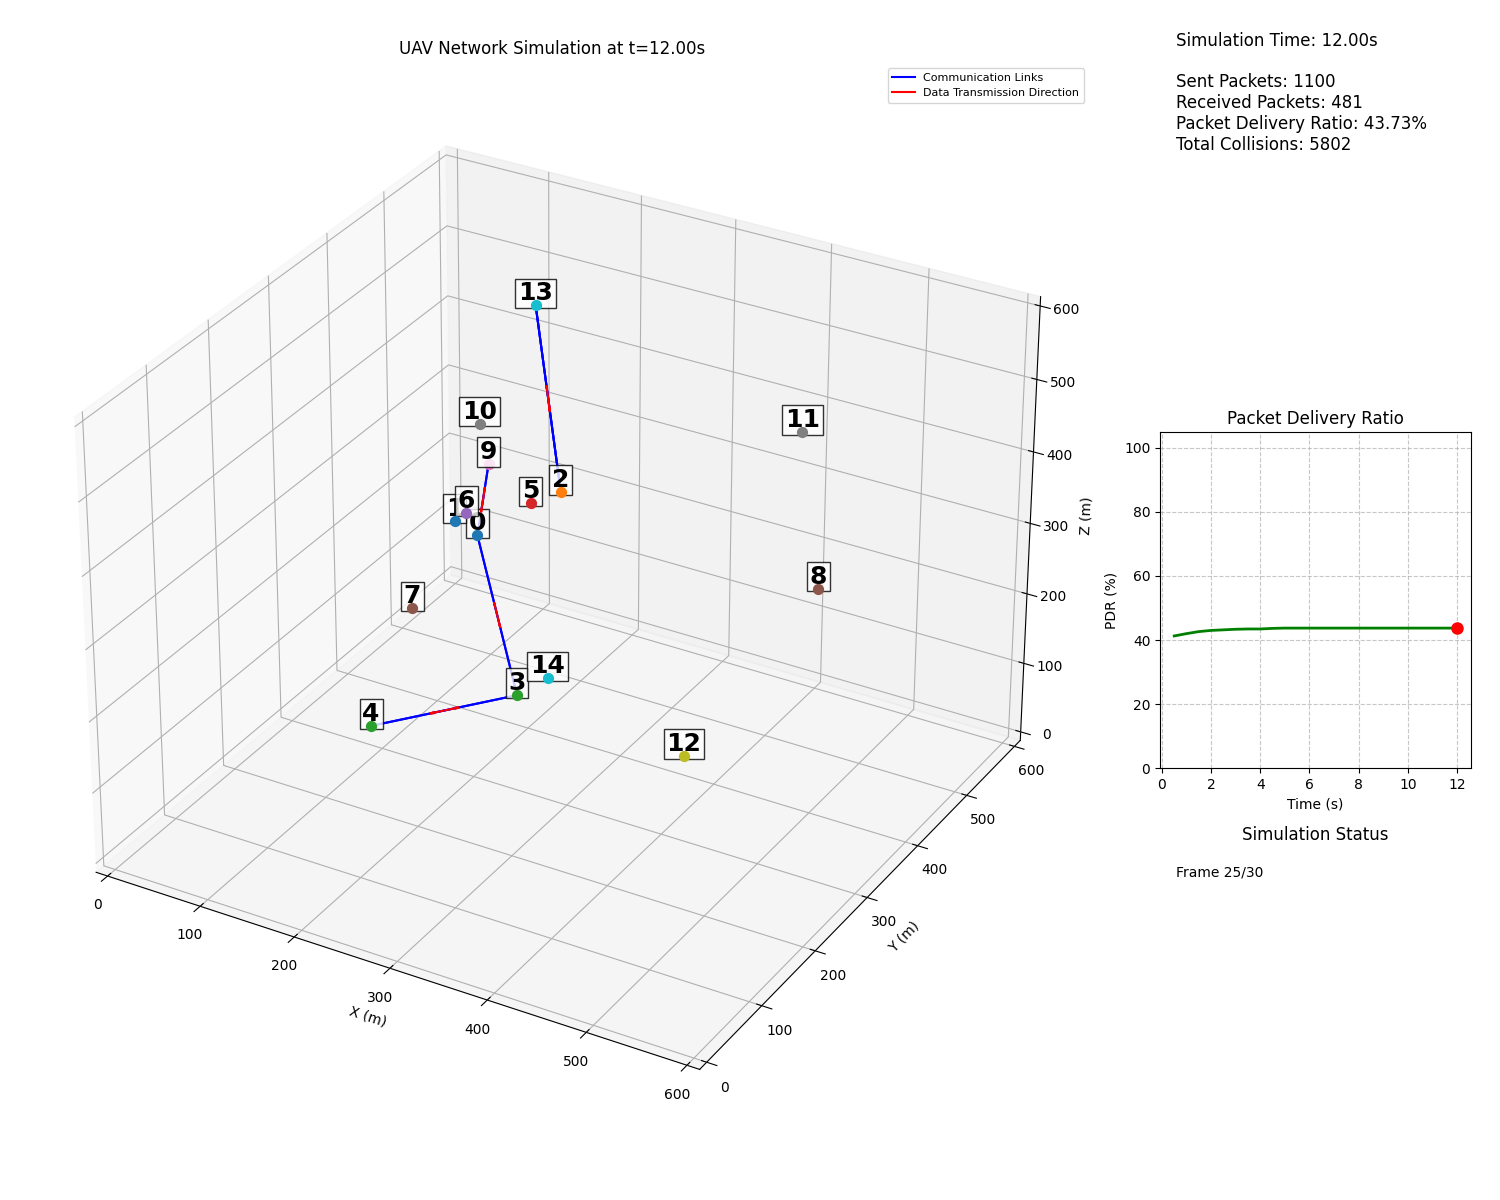 UAV Network Simulation at t=12.00s
Communication Links
Data Transmission Direction
13
10
11
9
2
5
6
0
8
7
14
3
4
12
0
100
200
300
400
500
600
X (m)
0
100
200
300
400
500
600
Y (m)
0
100
200
300
400
500
600
Z (m)
Simulation Time: 12.00s
Sent Packets: 1100
Received Packets: 481
Packet Delivery Ratio: 43.73%
Total Collisions: 5802
Packet Delivery Ratio
100
80
60
40
20
0
PDR (%)
0 2 4 6 8 10 12
Time (s)
Simulation Status
Frame 25/30